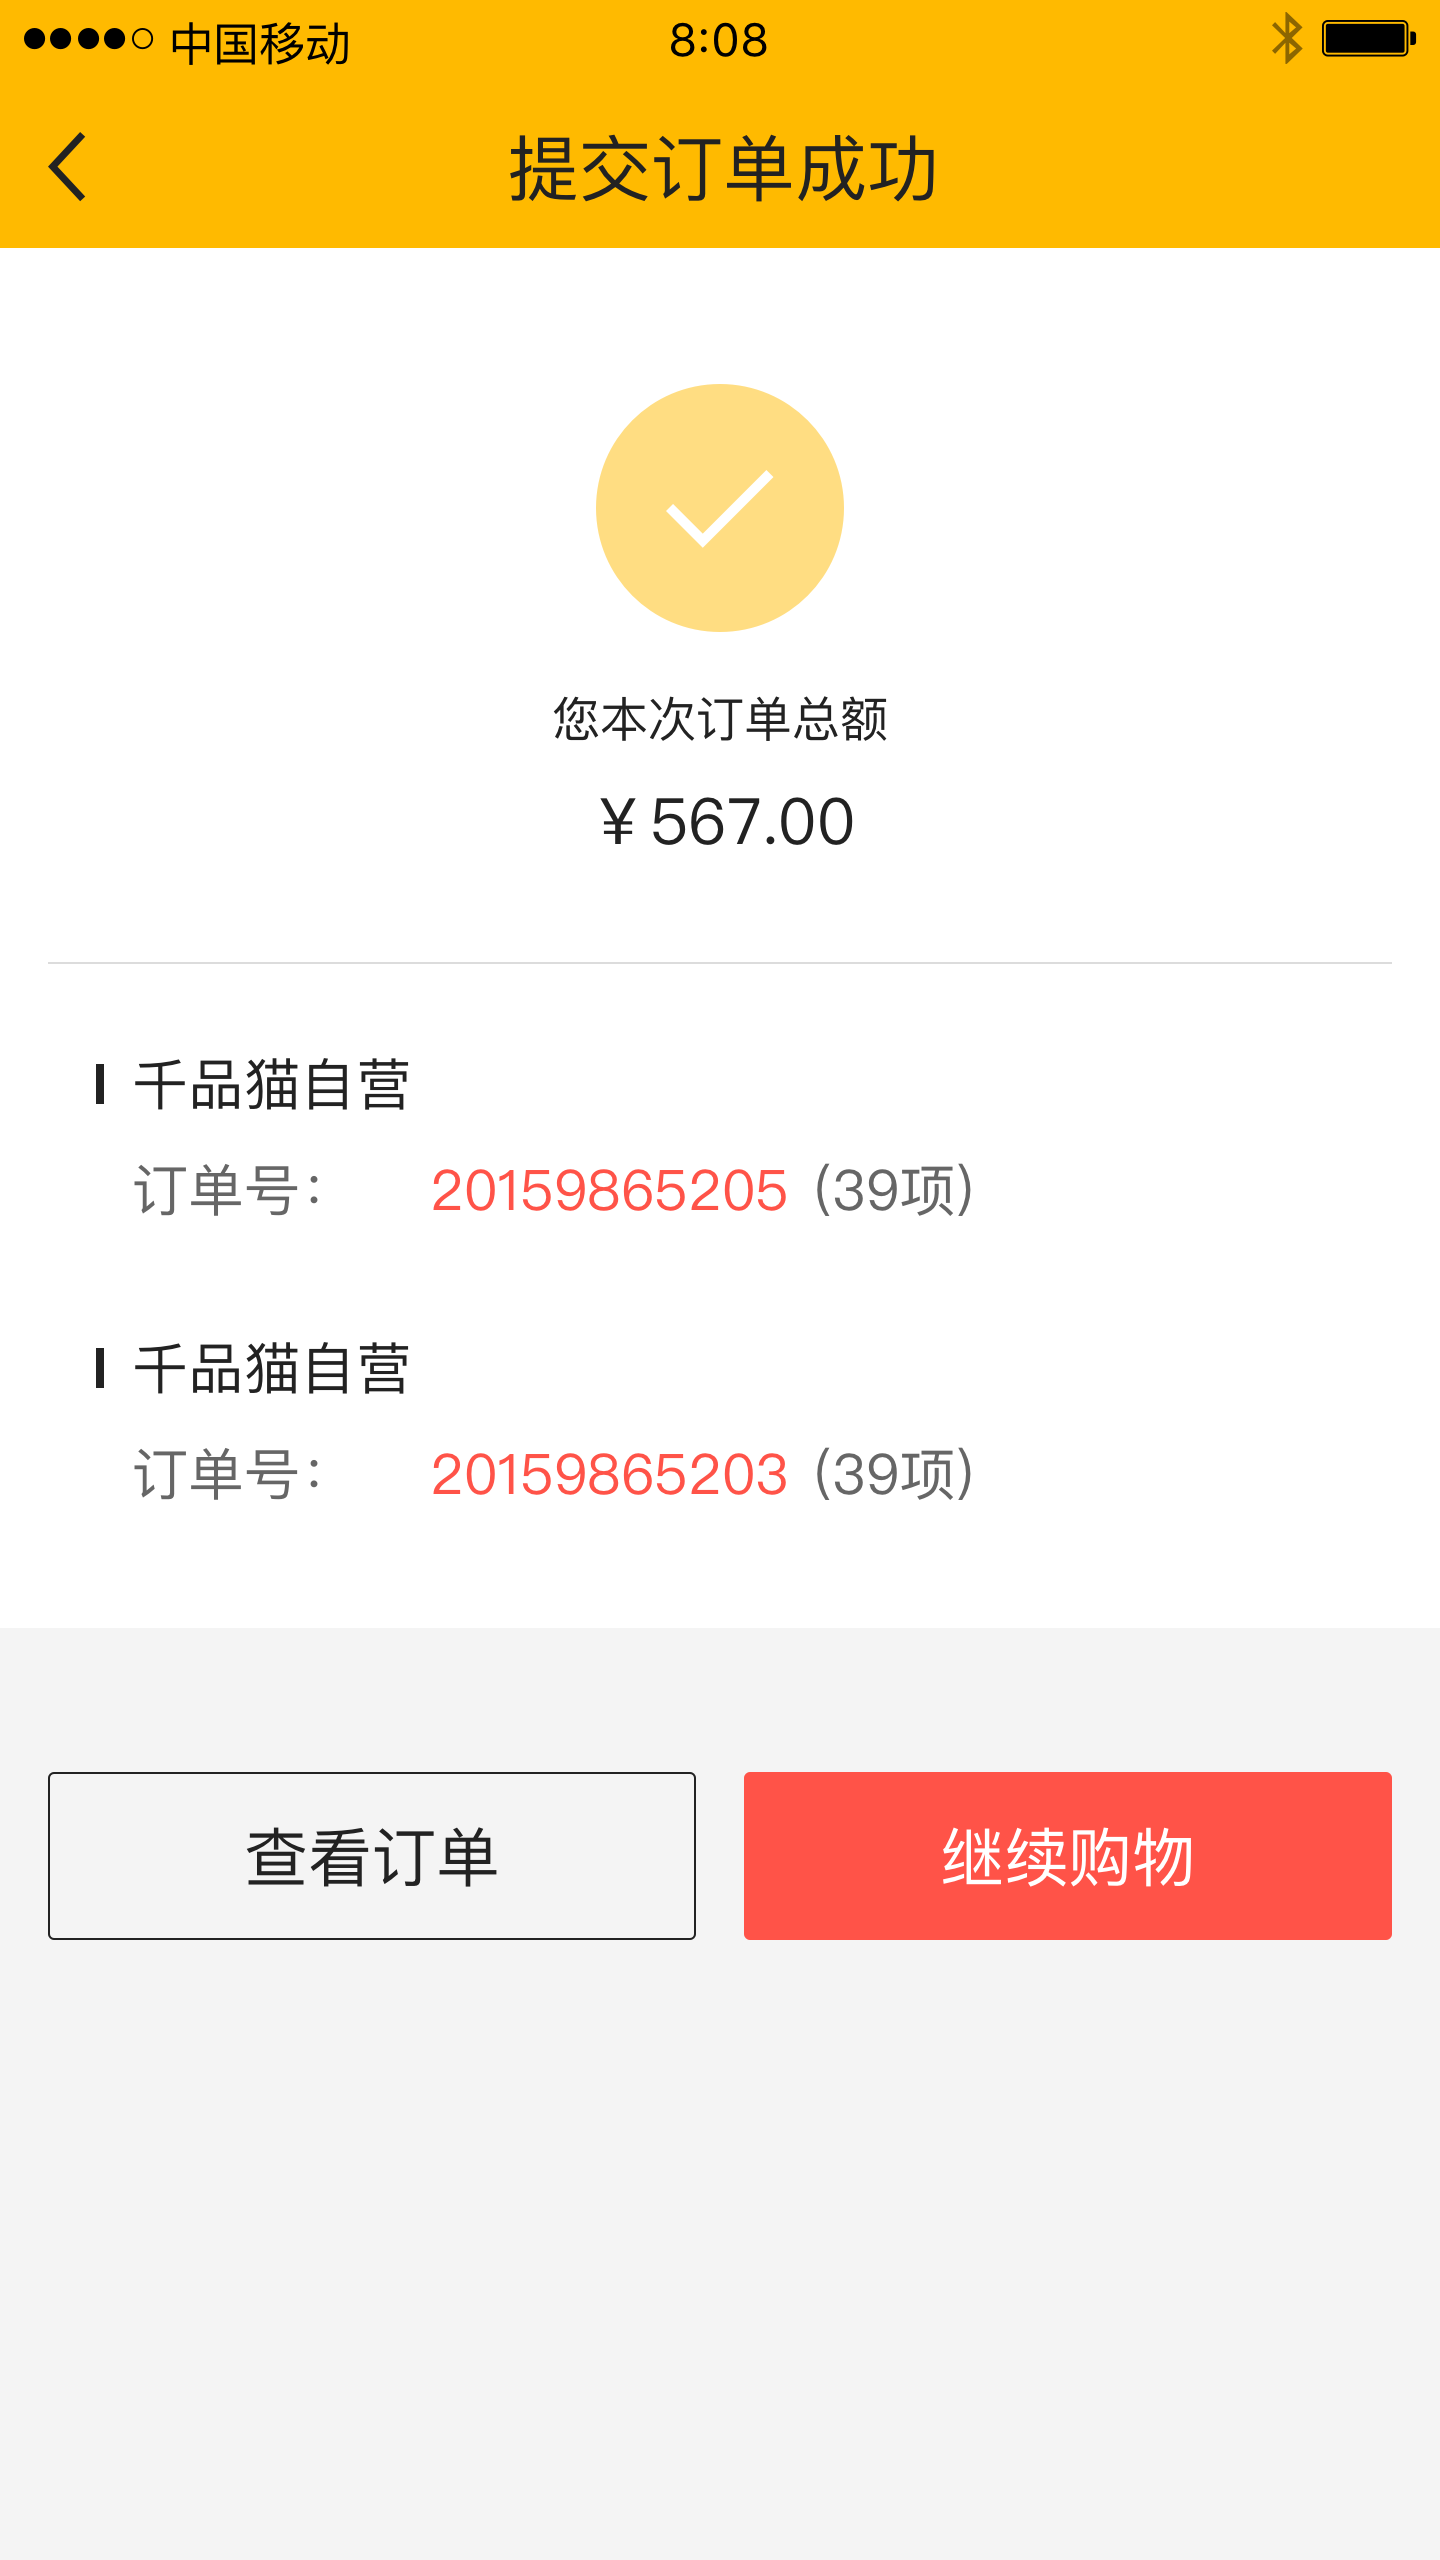 中国移动 8:08
提交订单成功
您本次订单总额
¥ 567.00
千品猫自营
订单号： 20159865205 (39项)
千品猫自营
订单号： 20159865203 (39项)
查看订单 继续购物